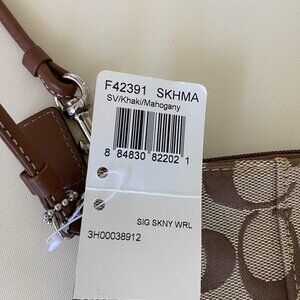 F42391 SKHMA
SV/Khaki/Mahogany
8 84830 82202 1
SIG SKNY WRL
3H00038912